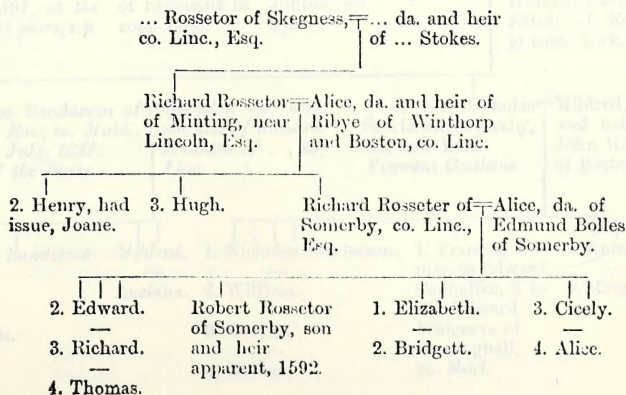 ... Rossetor of Skegness,=... da. and heir
co. Linc., Esq. of ... Stokes.
Richard Rossetor=Alice, da. and heir of
of Minting, near Ribye of Winthorp
Lincoln, Esq. and Boston, co. Linc.
2. Henry, had 3. Hugh. Richard Rosseter of=Alice, da. of
issue, Joane. Somerby, co. Linc., Edmund Bolles
Esq. of Somerby.
2. Edward. Robert Rossetor 1. Elizabeth. 3. Cicely.
of Somerby, son
3. Richard. and heir 2. Bridgett. 4. Alice.
apparent, 1592.
4. Thomas.